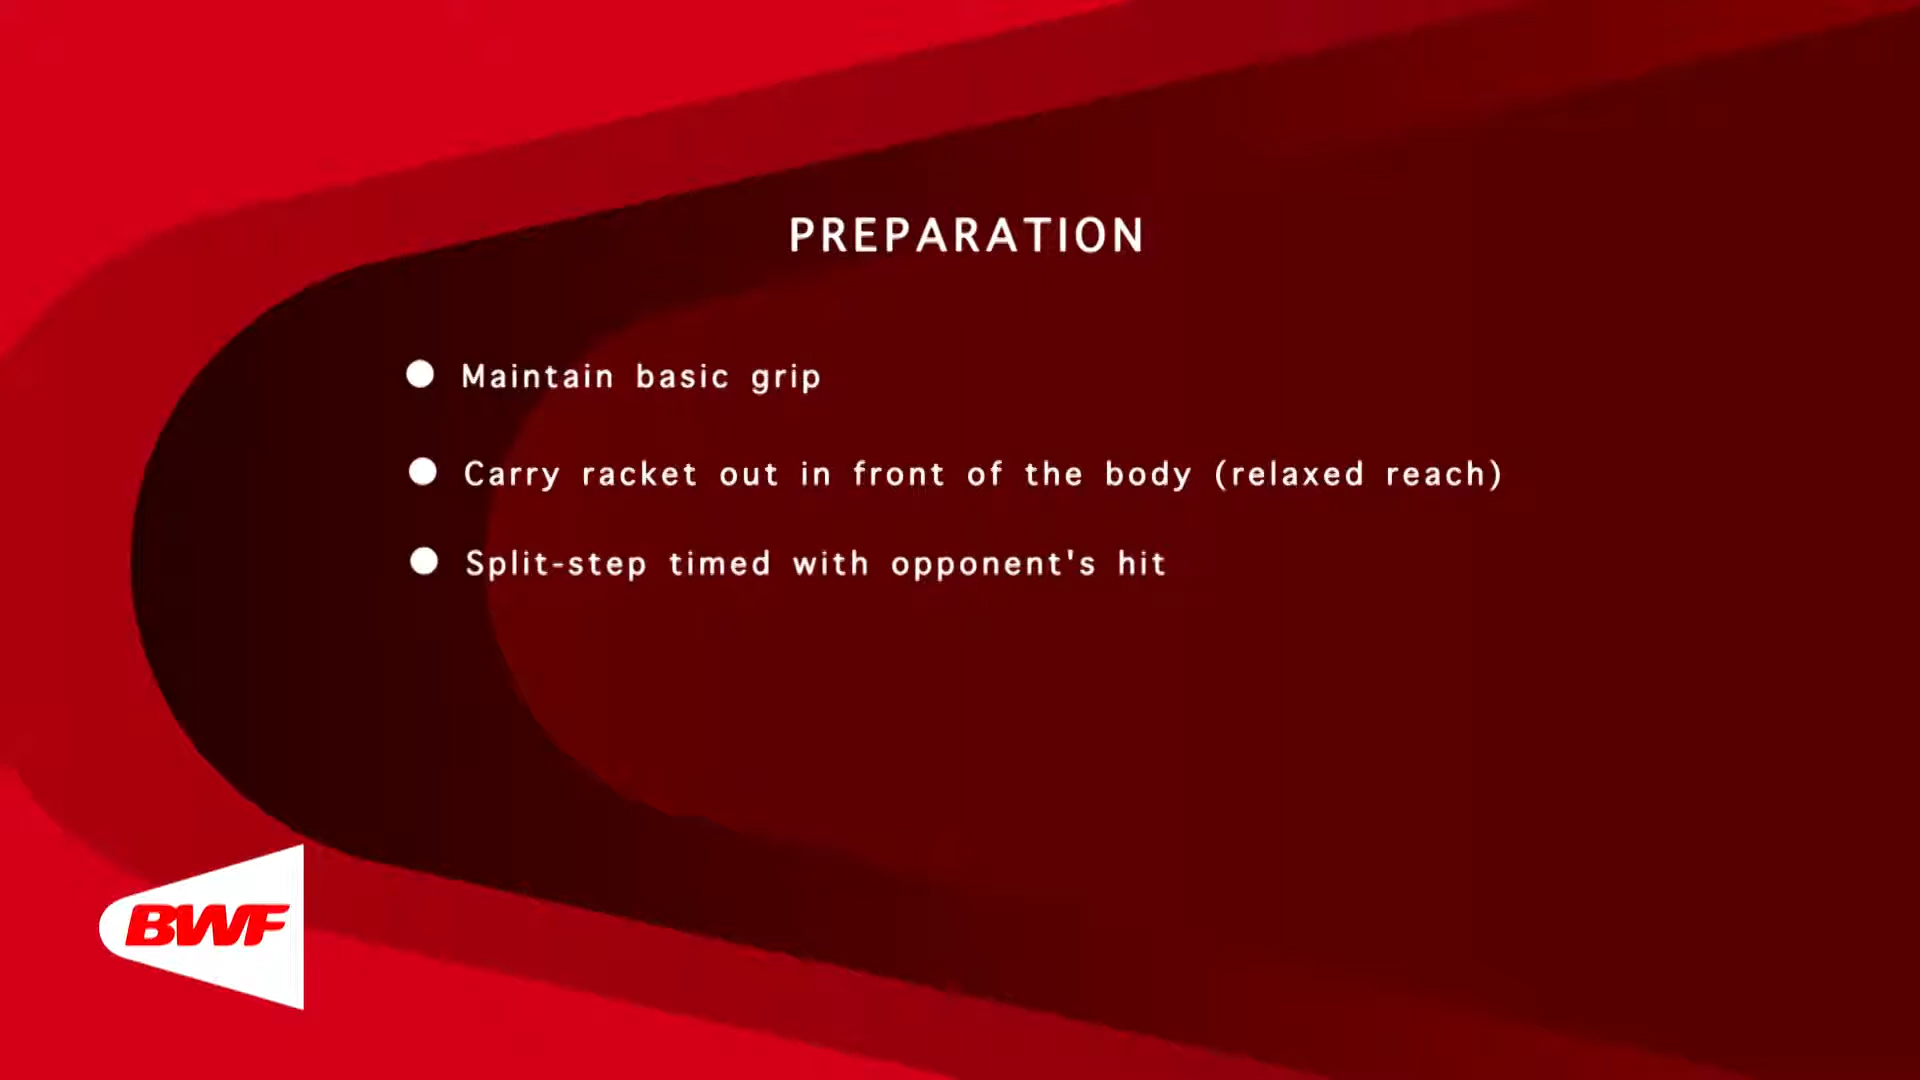 PREPARATION
Maintain basic grip
Carry racket out in front of the body (relaxed reach)
Split-step timed with opponent's hit
BWF